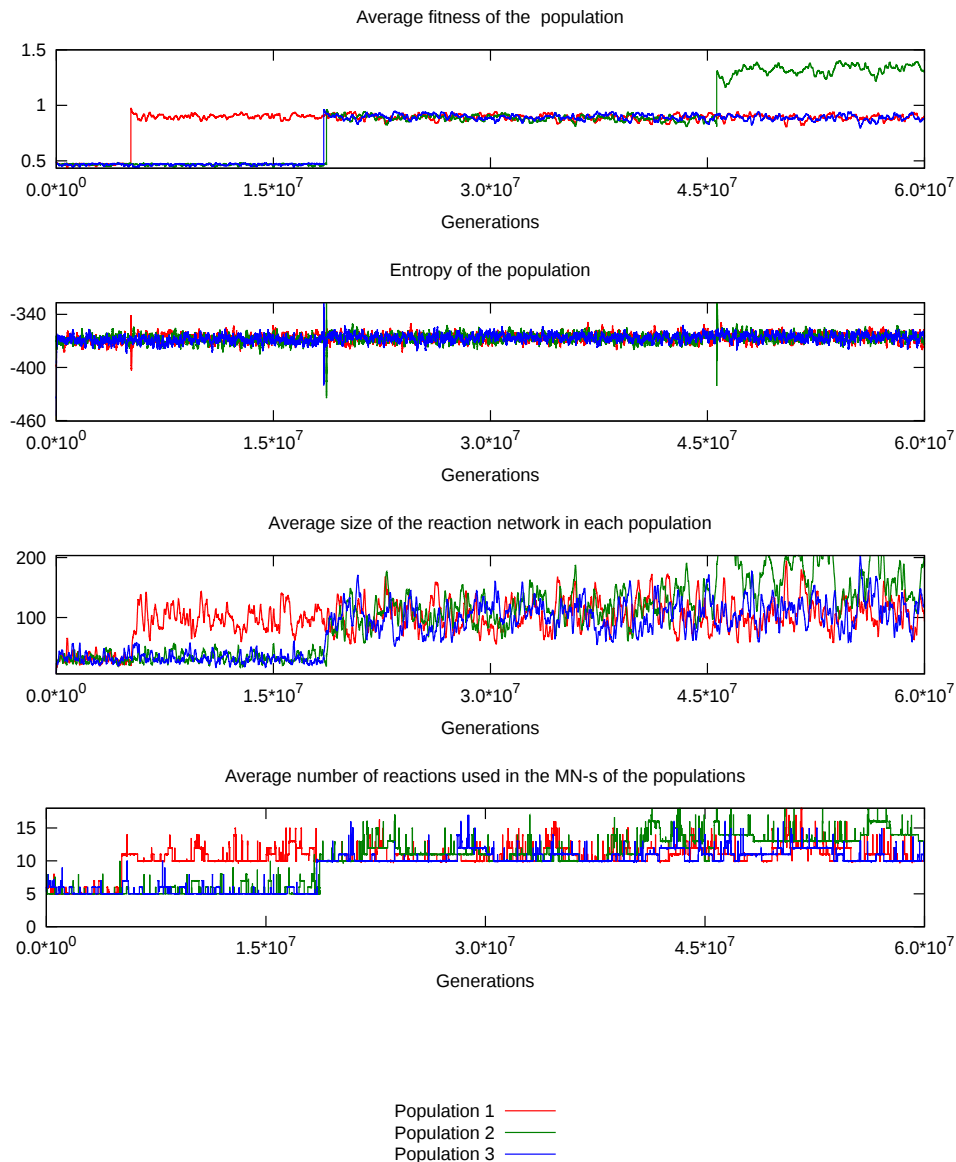 Average fitness of the  population
1.5
1
0.5
0.0*10^0 1.5*10^7 3.0*10^7 4.5*10^7 6.0*10^7
Generations
Entropy of the population
-340
-400
-460
0.0*10^0 1.5*10^7 3.0*10^7 4.5*10^7 6.0*10^7
Generations
Average size of the reaction network in each population
200
100
0.0*10^0 1.5*10^7 3.0*10^7 4.5*10^7 6.0*10^7
Generations
Average number of reactions used in the MN-s of the populations
15
10
5
0
0.0*10^0 1.5*10^7 3.0*10^7 4.5*10^7 6.0*10^7
Generations
Population 1
Population 2
Population 3